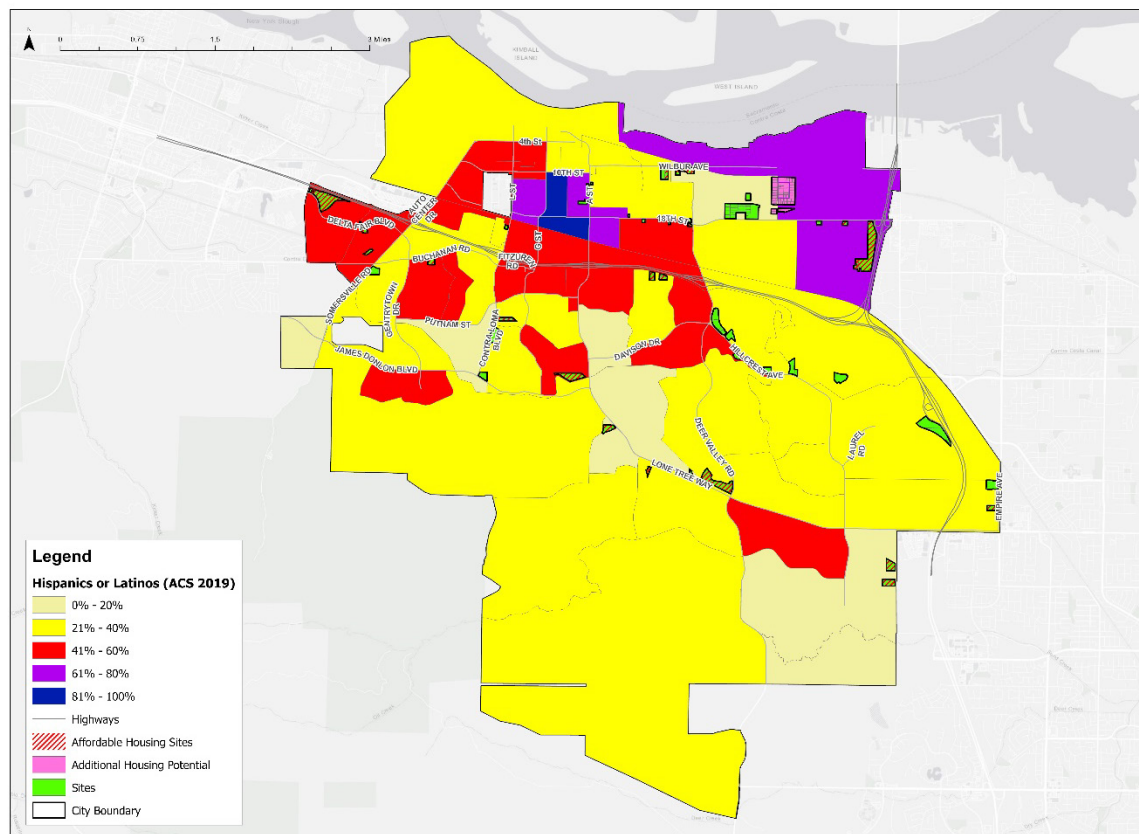 N
0
0.75
1.5
3 Miles
KIMBALL
ISLAND
WEST ISLAND
4th St
WILBUR AVE
10TH ST
L ST
A ST
18TH ST
G ST
AUTO
CENTER
DR
DELTA FAIR BLVD
BUCHANAN RD
FITZUREN
RD
SOMERSVILLE RD
GENTRYTOWN
DR
PUTNAM ST
CONTRA LOMA
BLVD
JAMES DONLON BLVD
DAVISON DR
HILLCREST AVE
DEER VALLEY RD
LAUREL
RD
LONE TREE WAY
EMPIRE AVE
Legend
Hispanics or Latinos (ACS 2019)
0% - 20%
21% - 40%
41% - 60%
61% - 80%
81% - 100%
Highways
Affordable Housing Sites
Additional Housing Potential
Sites
City Boundary